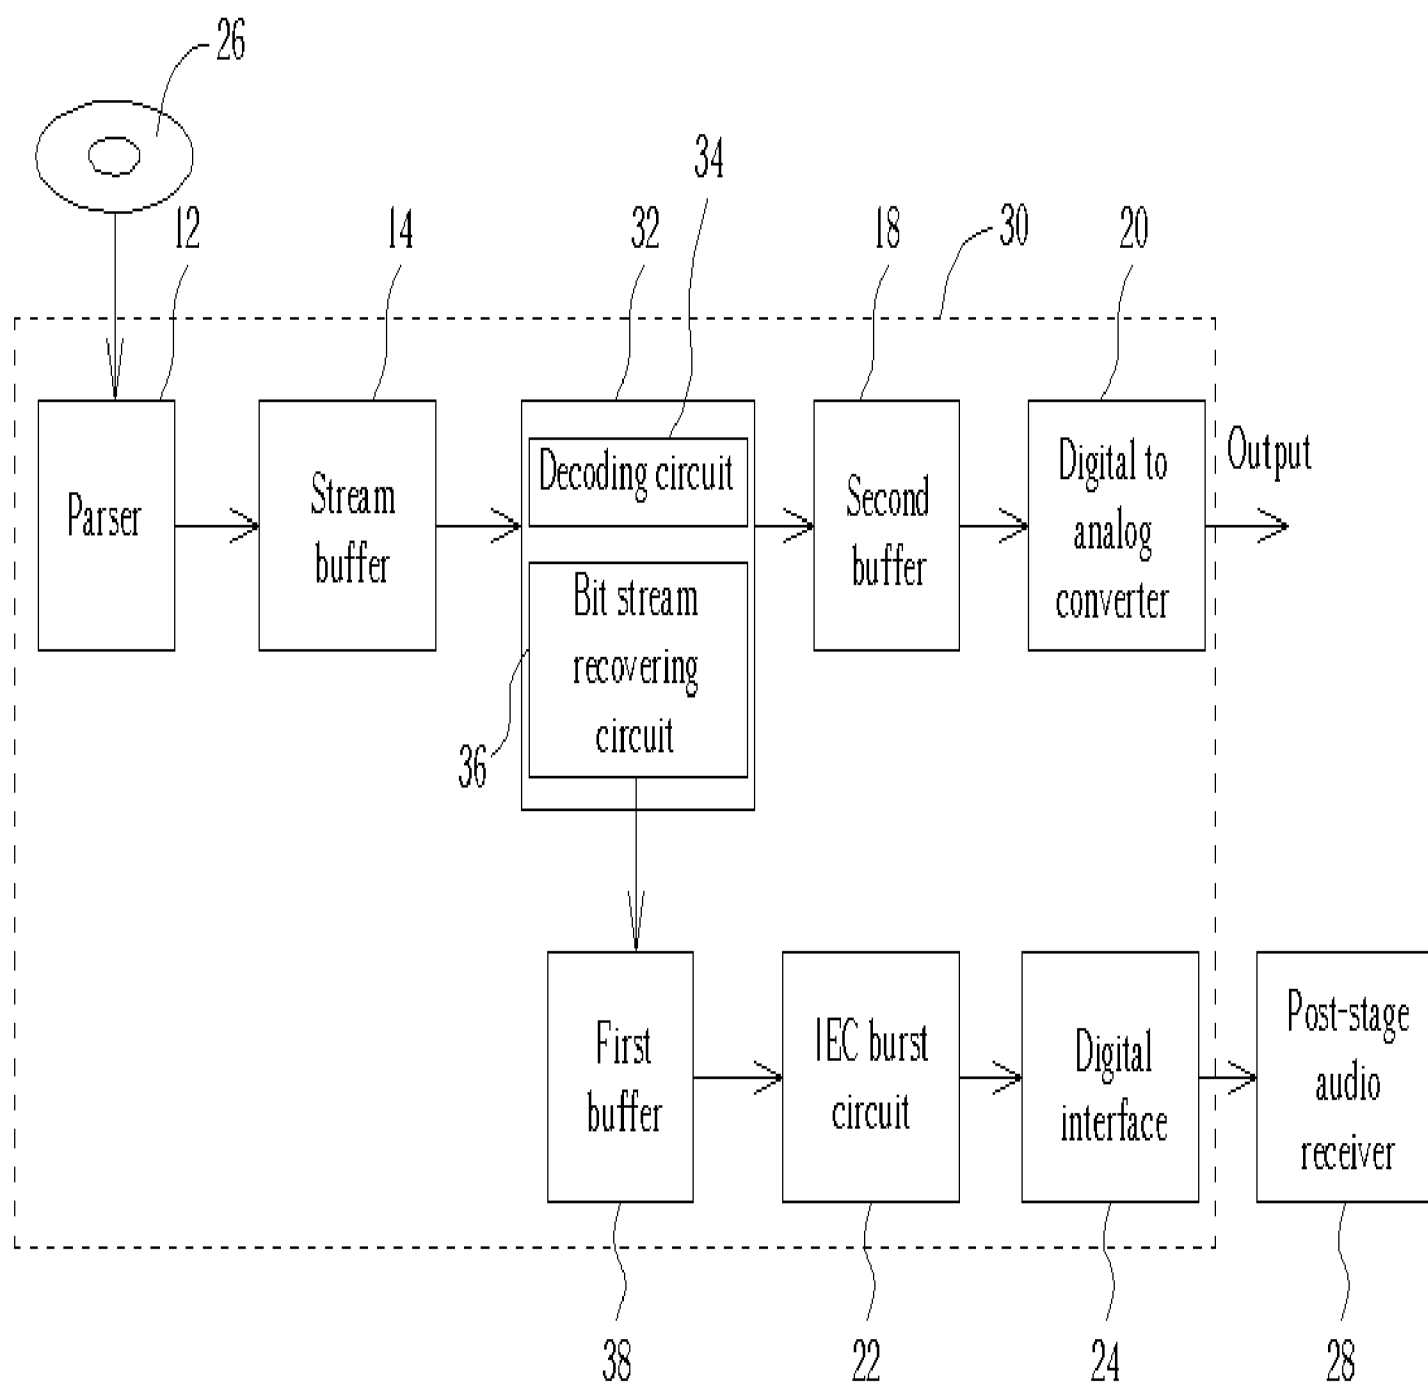 26
34
12
14
32
18
30
20
Parser
Stream
buffer
Decoding circuit
Bit stream
recovering
circuit
Second
buffer
Digital to
analog
converter
Output
36
First
buffer
IEC burst
circuit
Digital
interface
Post-stage
audio
receiver
38
22
24
28